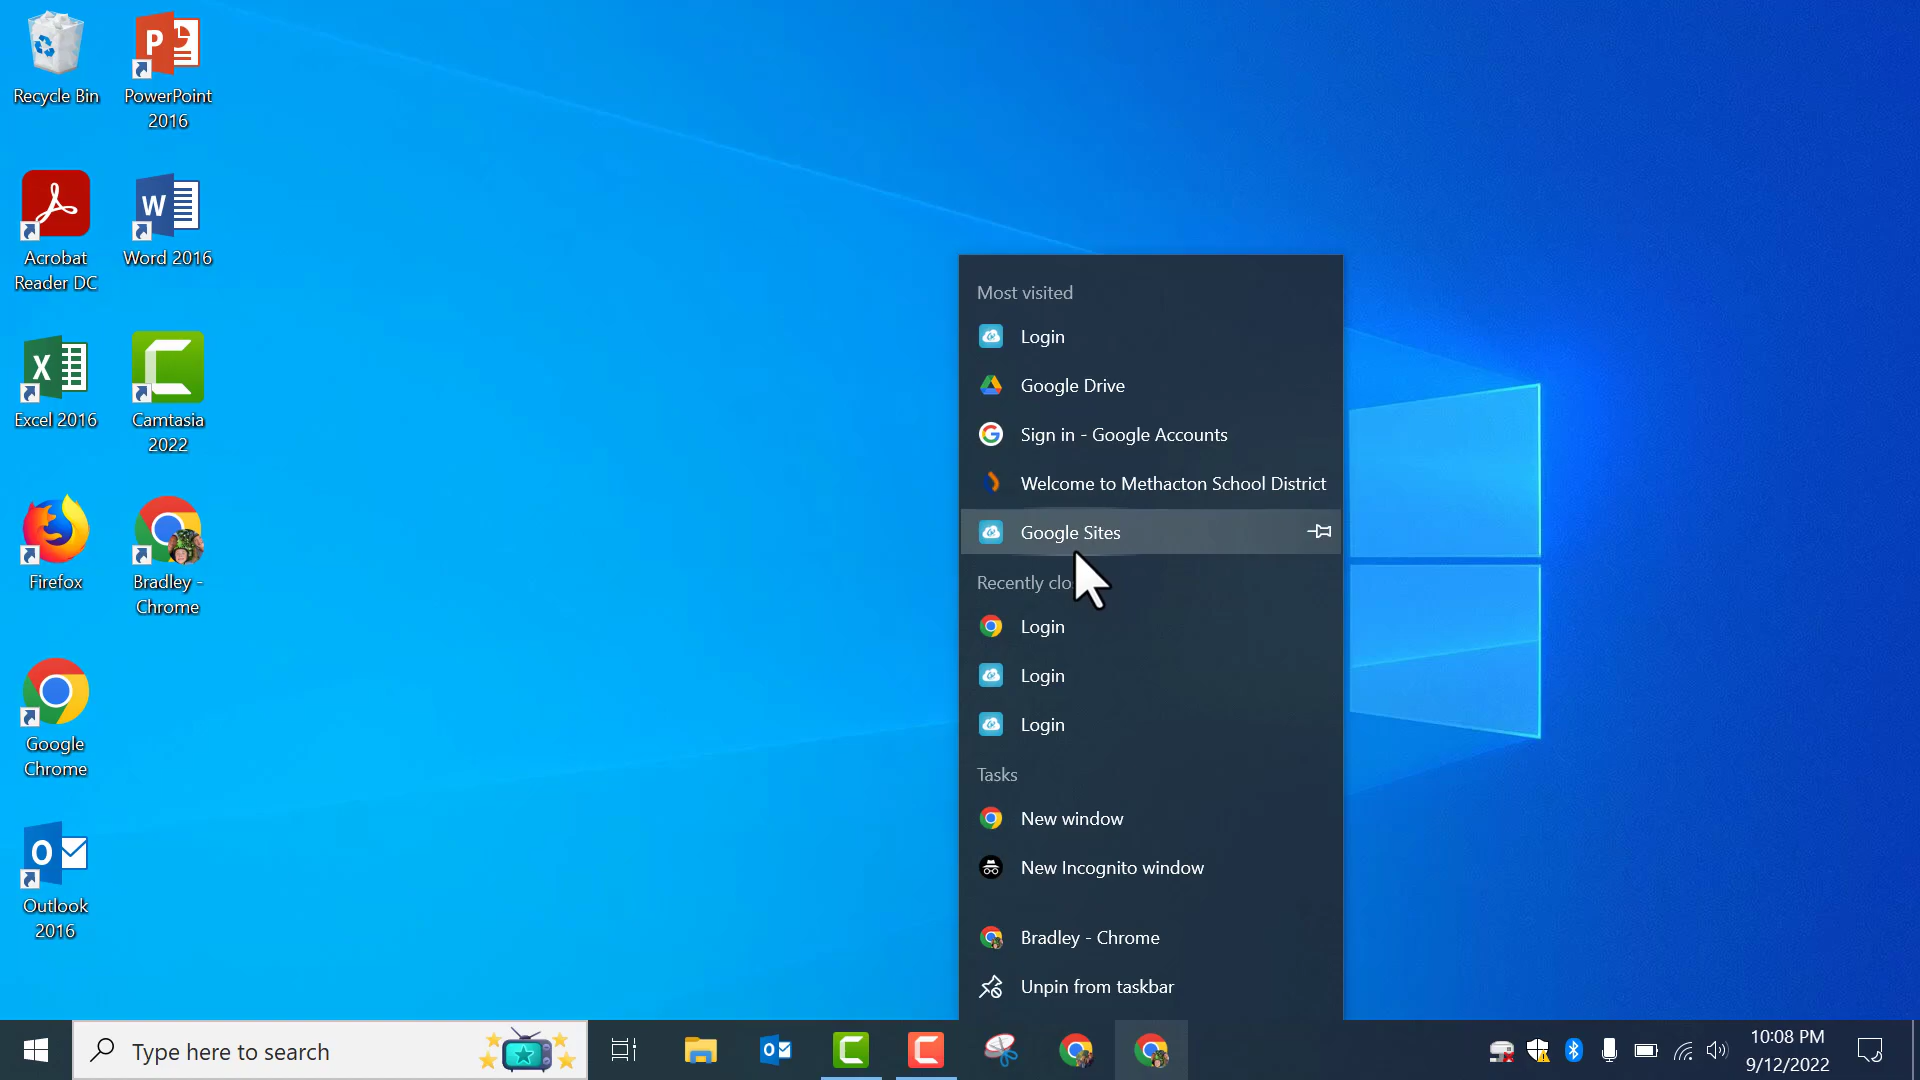 Recycle Bin
PowerPoint
2016
Acrobat
Reader DC
Word 2016
Excel 2016
Camtasia
2022
Firefox
Bradley -
Chrome
Google
Chrome
Outlook
2016
Most visited
Login
Google Drive
Sign in - Google Accounts
Welcome to Methacton School District
Google Sites
Recently clo
Login
Login
Login
Tasks
New window
New Incognito window
Bradley - Chrome
Unpin from taskbar
Type here to search
10:08 PM
9/12/2022